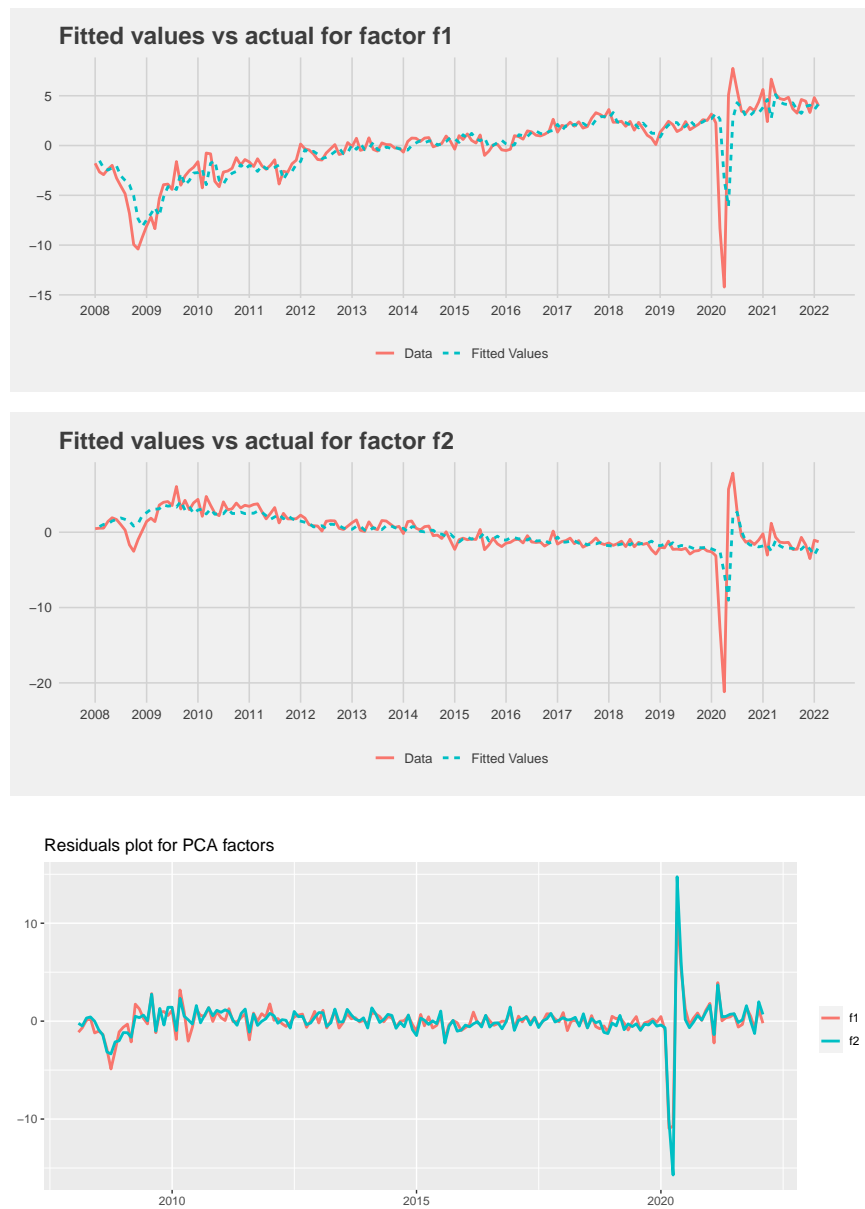 Fitted values vs actual for factor f1
5
0
−5
−10
−15
2008 2009 2010 2011 2012 2013 2014 2015 2016 2017 2018 2019 2020 2021 2022
Data Fitted Values
Fitted values vs actual for factor f2
0
−10
−20
2008 2009 2010 2011 2012 2013 2014 2015 2016 2017 2018 2019 2020 2021 2022
Data Fitted Values
Residuals plot for PCA factors
10
0
−10
f1
f2
2010 2015 2020